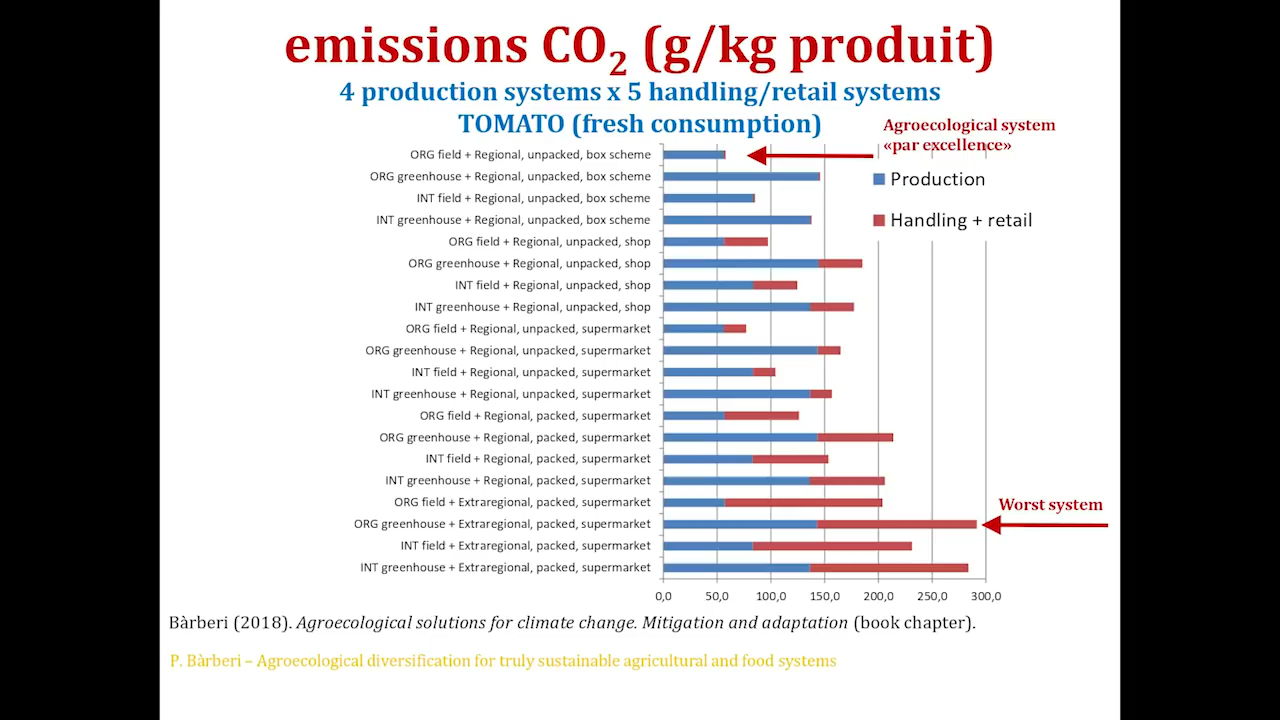 emissions CO₂ (g/kg produit)
4 production systems x 5 handling/retail systems
TOMATO (fresh consumption)
Agroecological system
«par excellence»
Production
Handling + retail
ORG field + Regional, unpacked, box scheme
ORG greenhouse + Regional, unpacked, box scheme
INT field + Regional, unpacked, box scheme
INT greenhouse + Regional, unpacked, box scheme
ORG field + Regional, unpacked, shop
ORG greenhouse + Regional, unpacked, shop
INT field + Regional, unpacked, shop
INT greenhouse + Regional, unpacked, shop
ORG field + Regional, unpacked, supermarket
ORG greenhouse + Regional, unpacked, supermarket
INT field + Regional, unpacked, supermarket
INT greenhouse + Regional, unpacked, supermarket
ORG field + Regional, packed, supermarket
ORG greenhouse + Regional, packed, supermarket
INT field + Regional, packed, supermarket
INT greenhouse + Regional, packed, supermarket
ORG field + Extraregional, packed, supermarket
Worst system
ORG greenhouse + Extraregional, packed, supermarket
INT field + Extraregional, packed, supermarket
INT greenhouse + Extraregional, packed, supermarket
0,0 50,0 100,0 150,0 200,0 250,0 300,0
Bàrberi (2018). Agroecological solutions for climate change. Mitigation and adaptation (book chapter).
P. Bàrberi – Agroecological diversification for truly sustainable agricultural and food systems